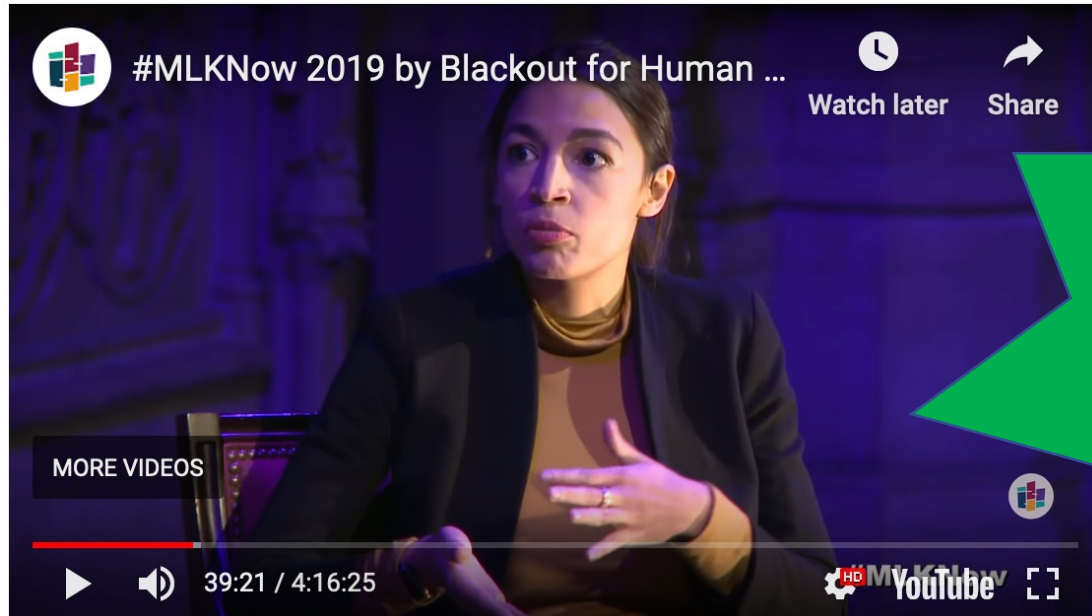 #MLKNow 2019 by Blackout for Human ...
Watch later
Share
MORE VIDEOS
39:21 / 4:16:25
HD
YouTube